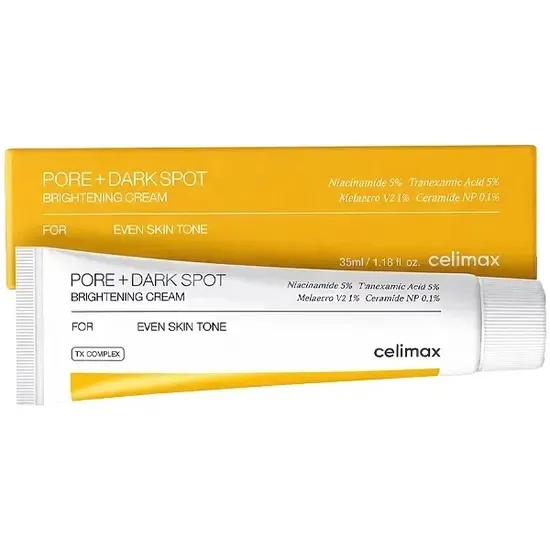 PORE + DARK SPOT
BRIGHTENING CREAM
Niacinamide 5% Tranexamic Acid 5%
Melaero V2 1% Ceramide NP 0.1%
FOR EVEN SKIN TONE
35ml / 1.18 fl. oz. celimax
PORE + DARK SPOT
BRIGHTENING CREAM
Niacinamide 5% Tranexamic Acid 5%
Melaero V2 1% Ceramide NP 0.1%
FOR EVEN SKIN TONE
TX COMPLEX
celimax